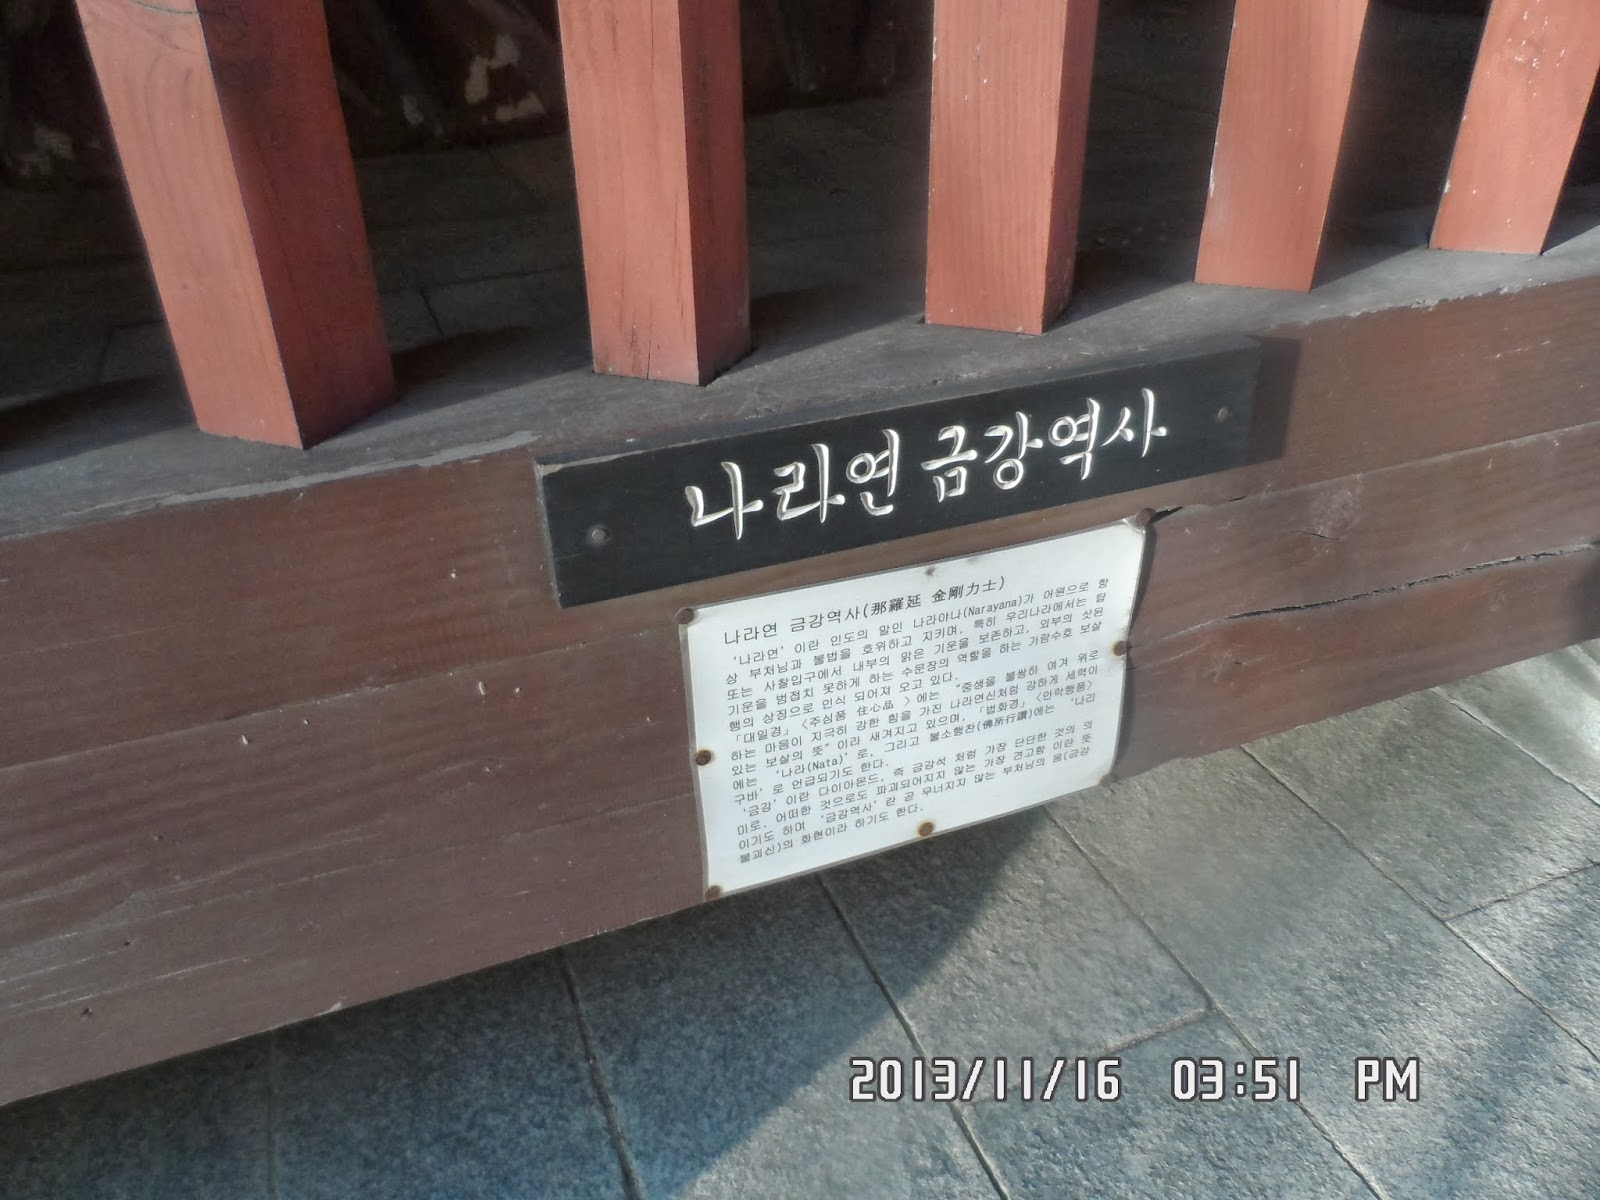 나라연 금강역사
나라연 금강역사(那羅延 金剛力士)
‘나라연’이란 인도의 말인 나라야나(Narayana)가 어원으로 항
상 부처님과 불법을 호위하고 지키며, 특히 우리나라에서는 탑
또는 사찰입구에서 내부의 맑은 기운을 보존하고, 외부의 삿된
기운을 범접치 못하게 하는 수문장의 역할을 하는 가람수호 보살
행의 상징으로 인식 되어져 오고 있다.
「대일경」〈주심품 住心品 〉에는 “중생을 불쌍히 여겨 위로
하는 마음이 지극히 강한 힘을 가진 나라연신처럼 강하게 세력이
있는 보살의 뜻”이라 새겨지고 있으며, 「법화경」〈안락행품〉
에는 ‘나라(Nata)’로, 그리고 불소행찬(佛所行讚)에는 ‘나리
구바’로 언급되기도 한다.
‘금강’이란 다이아몬드, 즉 금강석 처럼 가장 단단한 것의 의
미로, 어떠한 것으로도 파괴되어지지 않는 가장 견고함 이란 뜻
이기도 하며 ‘금강역사’란 곧 무너지지 않는 부처님의 몸(금강
불괴신)의 화현이라 하기도 한다.
2013/11/16 03:51 PM